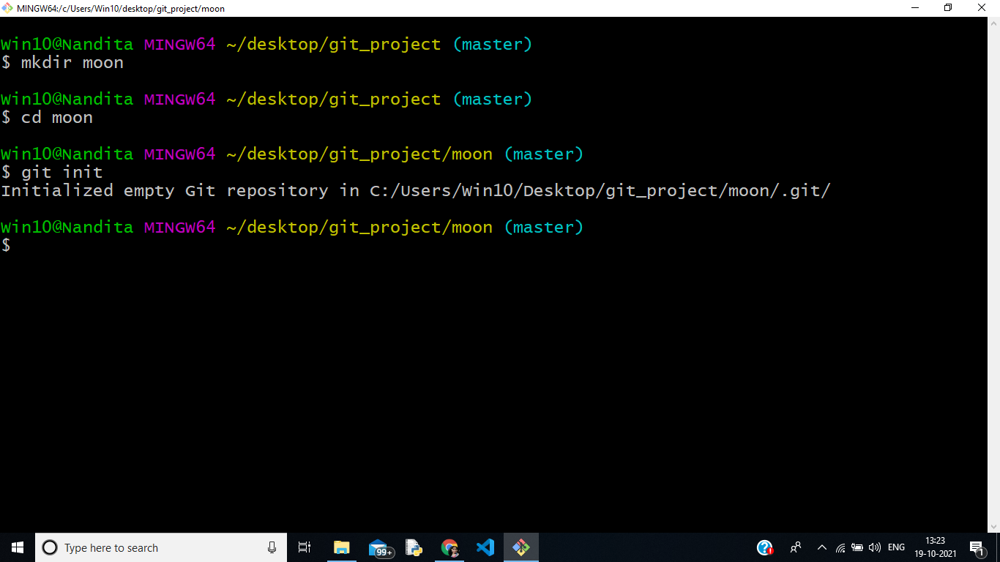 MINGW64:/c/Users/Win10/desktop/git_project/moon
Win10@Nandita MINGW64 ~/desktop/git_project (master)
$ mkdir moon
Win10@Nandita MINGW64 ~/desktop/git_project (master)
$ cd moon
Win10@Nandita MINGW64 ~/desktop/git_project/moon (master)
$ git init
Initialized empty Git repository in C:/Users/Win10/Desktop/git_project/moon/.git/
Win10@Nandita MINGW64 ~/desktop/git_project/moon (master)
$
Type here to search
99+
ENG
13:23
19-10-2021
1